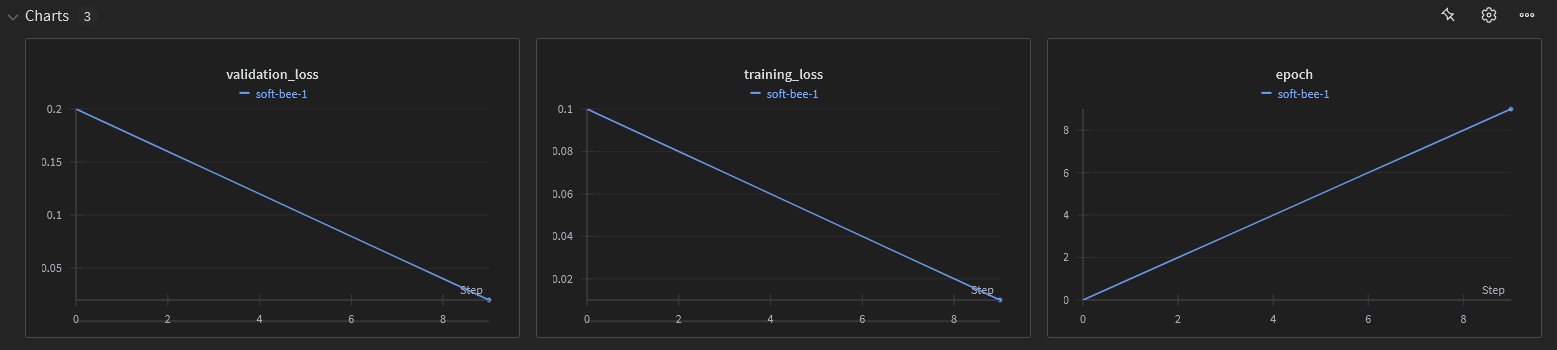 Charts 3
validation_loss
soft-bee-1
0.2
0.15
0.1
0.05
Step
0 2 4 6 8
training_loss
soft-bee-1
0.1
0.08
0.06
0.04
0.02
Step
0 2 4 6 8
epoch
soft-bee-1
8
6
4
2
0
Step
0 2 4 6 8